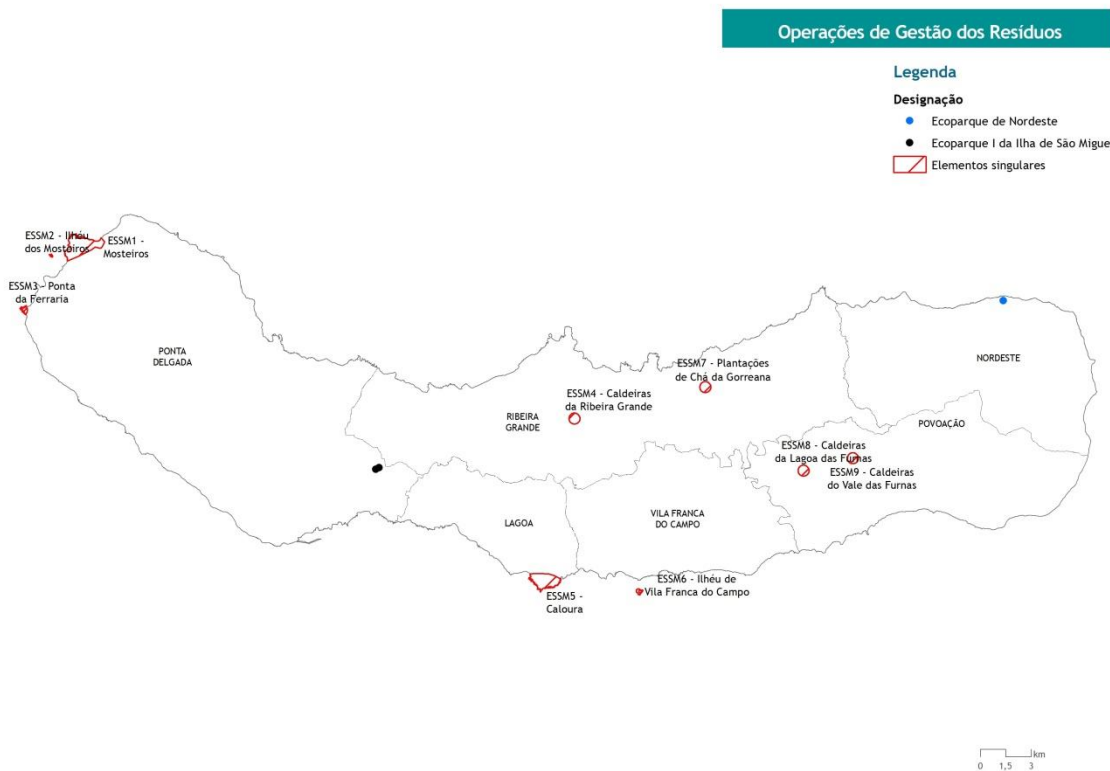 Operações de Gestão dos Resíduos
Legenda
Designação
Ecoparque de Nordeste
Ecoparque I da Ilha de São Migue
Elementos singulares
ESSM2 - Ilhéu
dos Mosteiros
ESSM1 -
Mosteiros
ESSM3 - Ponta
da Ferraria
PONTA
DELGADA
ESSM7 - Plantações
de Chá da Gorreana
NORDESTE
ESSM4 - Caldeiras
da Ribeira Grande
RIBEIRA
GRANDE
POVOAÇÃO
ESSM8 - Caldeiras
da Lagoa das Furnas
ESSM9 - Caldeiras
do Vale das Furnas
LAGOA
VILA FRANCA
DO CAMPO
ESSM5 -
Caloura
ESSM6 - Ilhéu de
Vila Franca do Campo
km
0 1,5 3